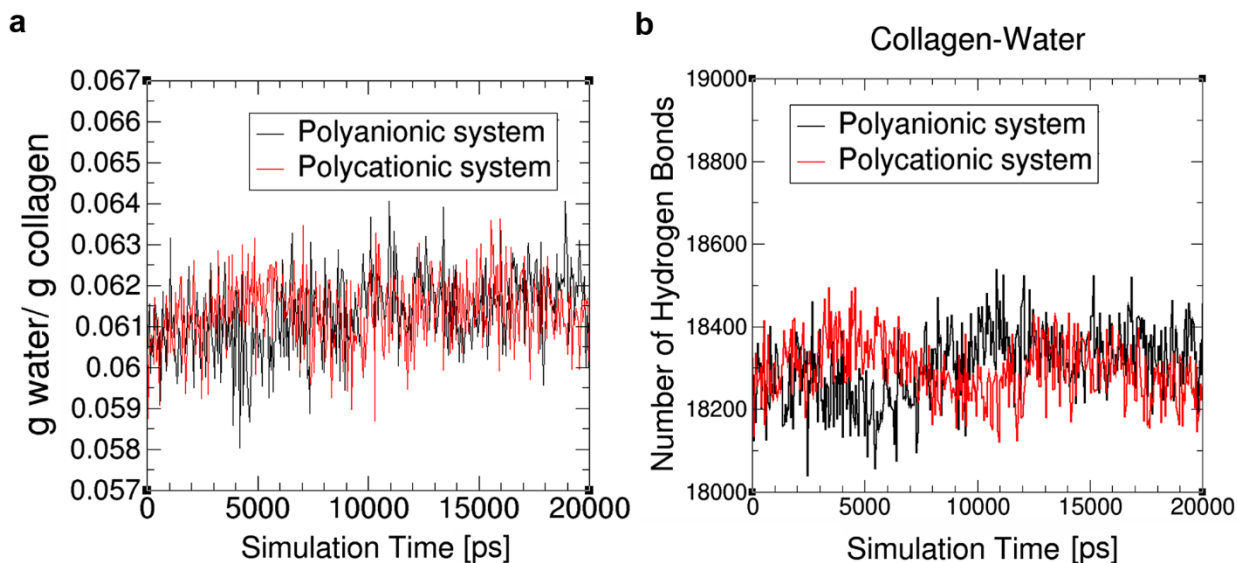 a
0.067
0.066
0.065
0.064
0.063
0.062
0.061
0.06
0.059
0.058
0.057
g water/ g collagen
Polyanionic system
Polycationic system
0 5000 10000 15000 20000
Simulation Time [ps]
b
Collagen-Water
19000
18800
18600
18400
18200
18000
Number of Hydrogen Bonds
Polyanionic system
Polycationic system
0 5000 10000 15000 20000
Simulation Time [ps]